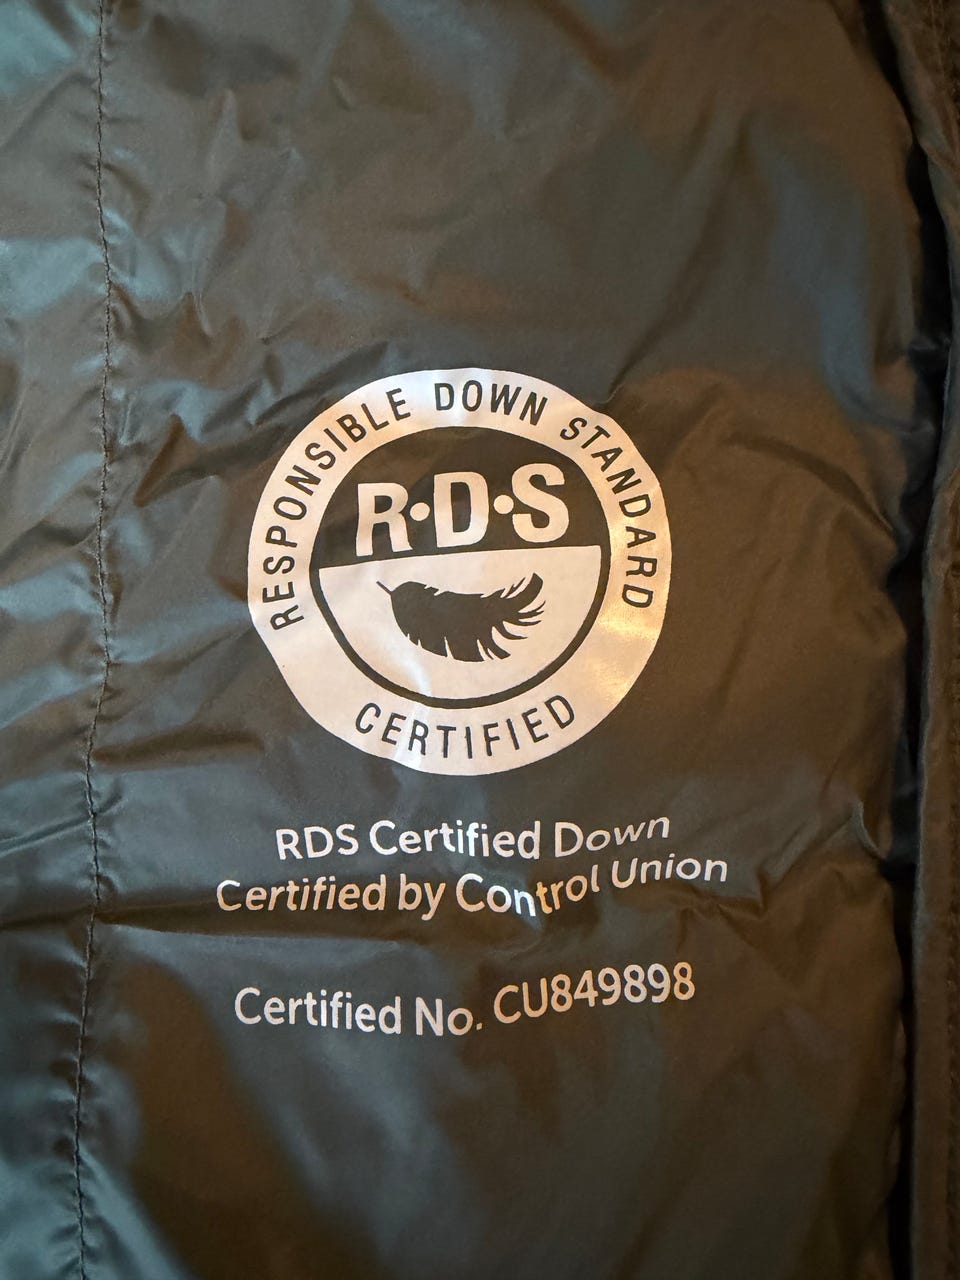 RESPONSIBLE DOWN STANDARD
R·D·S
CERTIFIED
RDS Certified Down
Certified by Control Union
Certified No. CU849898